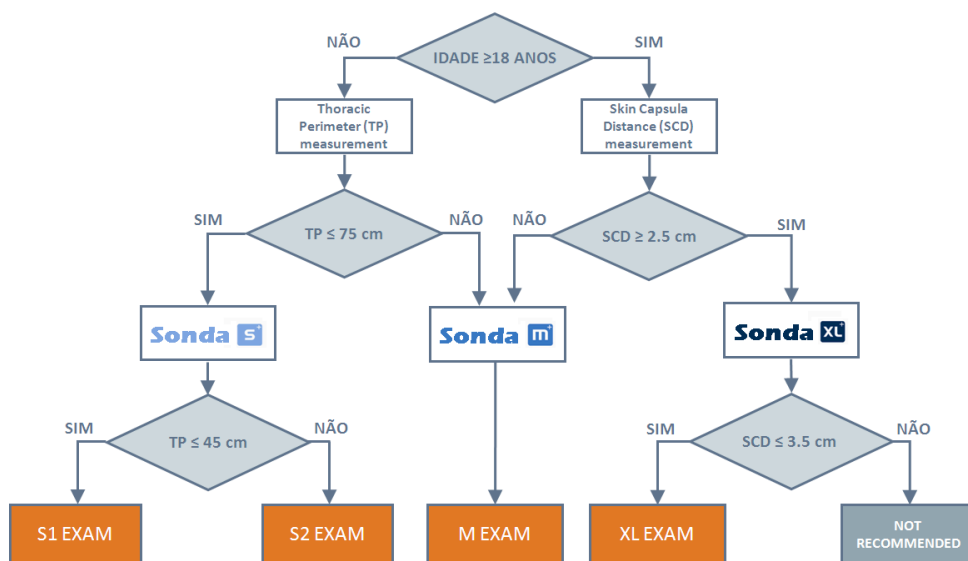 IDADE ≥18 ANOS
NÃO
SIM
Thoracic
Perimeter (TP)
measurement
Skin Capsula
Distance (SCD)
measurement
SIM
TP ≤ 75 cm
NÃO
NÃO
SCD ≥ 2.5 cm
SIM
Sonda S+
Sonda m+
Sonda XL+
SIM
TP ≤ 45 cm
NÃO
SIM
SCD ≤ 3.5 cm
NÃO
S1 EXAM
S2 EXAM
M EXAM
XL EXAM
NOT
RECOMMENDED